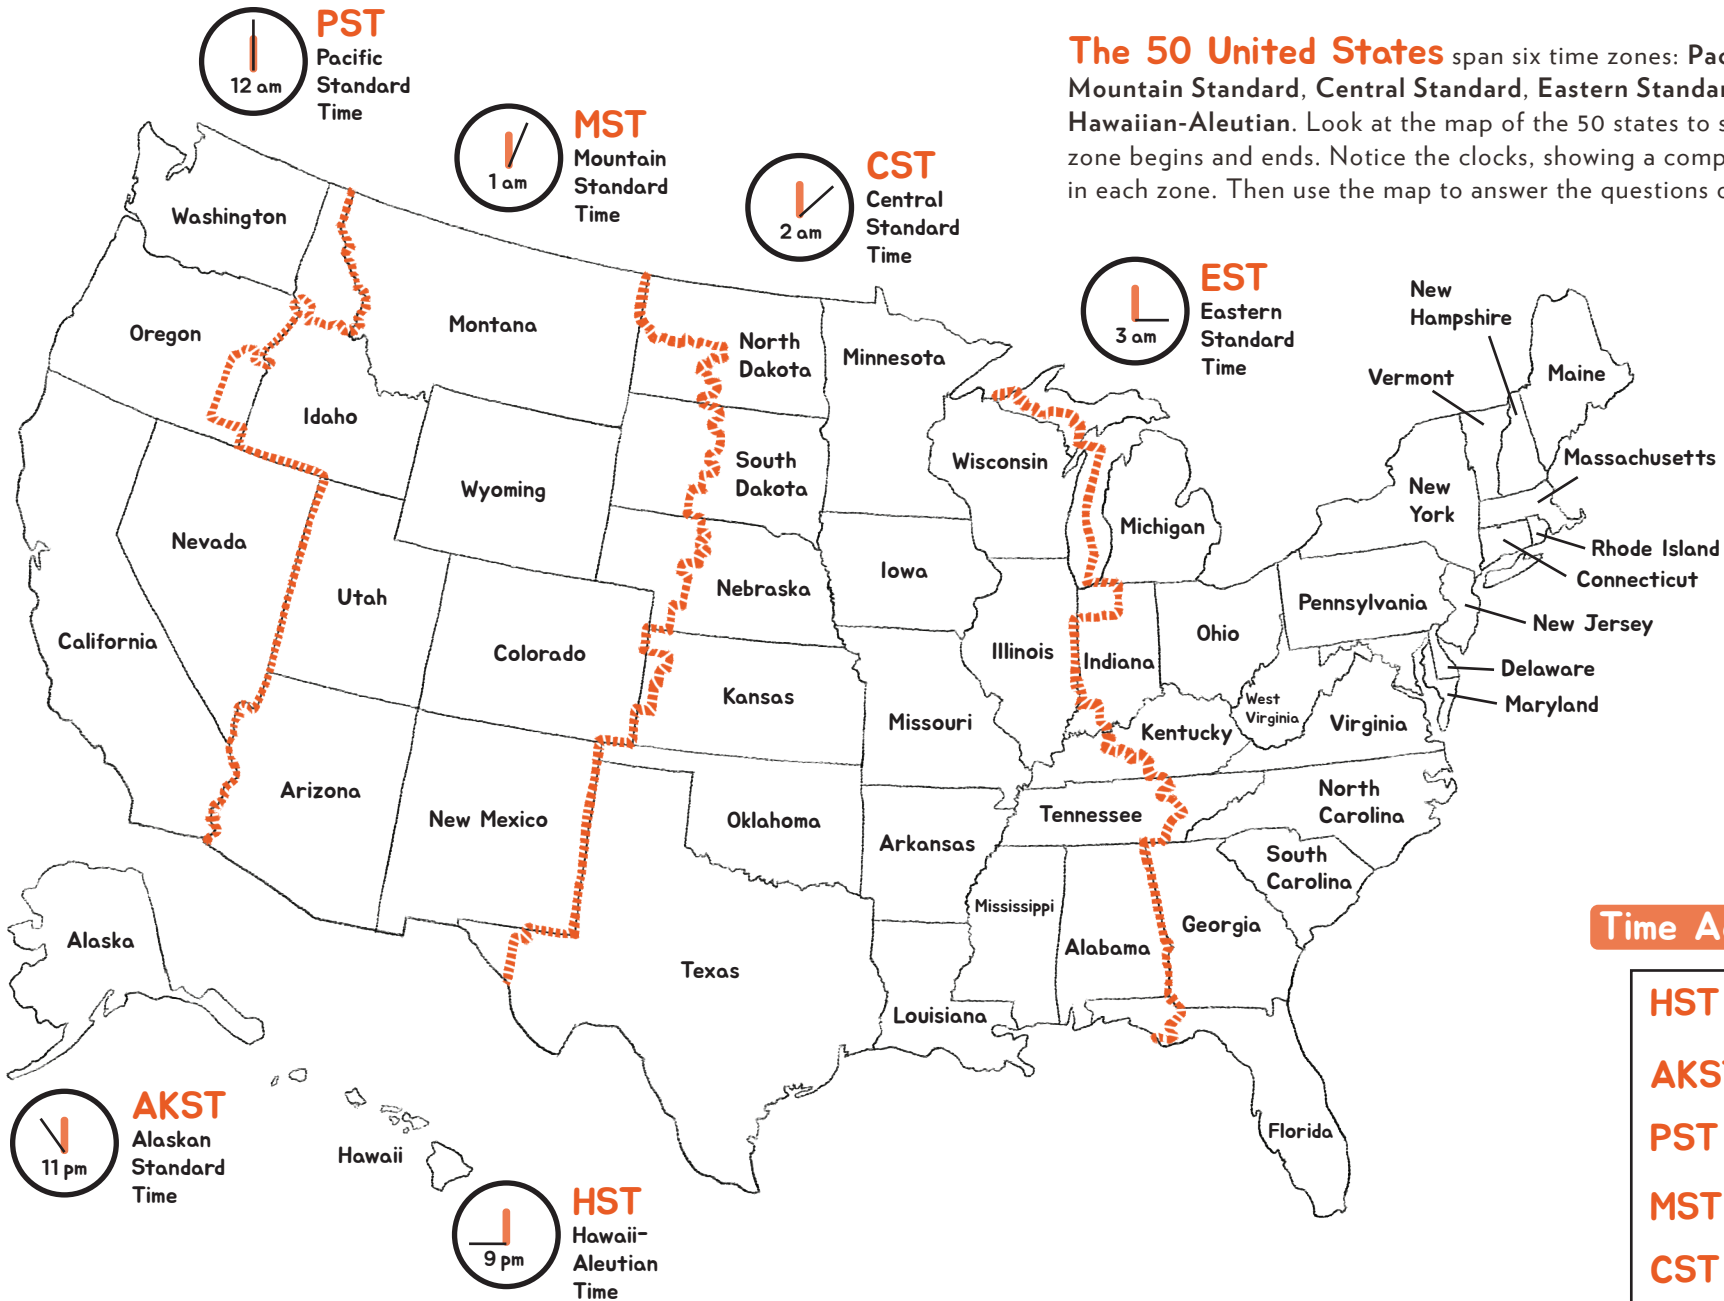 PST
Pacific
Standard
Time
12 am
MST
Mountain
Standard
Time
1 am
CST
Central
Standard
Time
2 am
The 50 United States span six time zones:
Mountain Standard, Central Standard, Eastern
Hawaiian-Aleutian. Look at the map of the 50 states to
zone begins and ends. Notice the clocks, showing a
in each zone. Then use the map to answer the questions
EST
Eastern
Standard
Time
3 am
Washington
Oregon
Montana
Idaho
North
Dakota
Minnesota
South
Dakota
Wyoming
Wisconsin
Michigan
New
Hampshire
Vermont
Maine
Massachusetts
New
York
Rhode Island
Connecticut
New Jersey
Delaware
Maryland
Pennsylvania
Nevada
Utah
California
Colorado
Nebraska
Iowa
Kansas
Missouri
Illinois
Indiana
Ohio
West
Virginia
Virginia
Kentucky
Arizona
New Mexico
Oklahoma
Arkansas
Tennessee
North
Carolina
South
Carolina
Mississippi
Alabama
Georgia
Texas
Louisiana
Florida
Alaska
Hawaii
AKST
Alaskan
Standard
Time
11 pm
HST
Hawaii-
Aleutian
Time
9 pm
Time
HST
AKST
PST
MST
CST